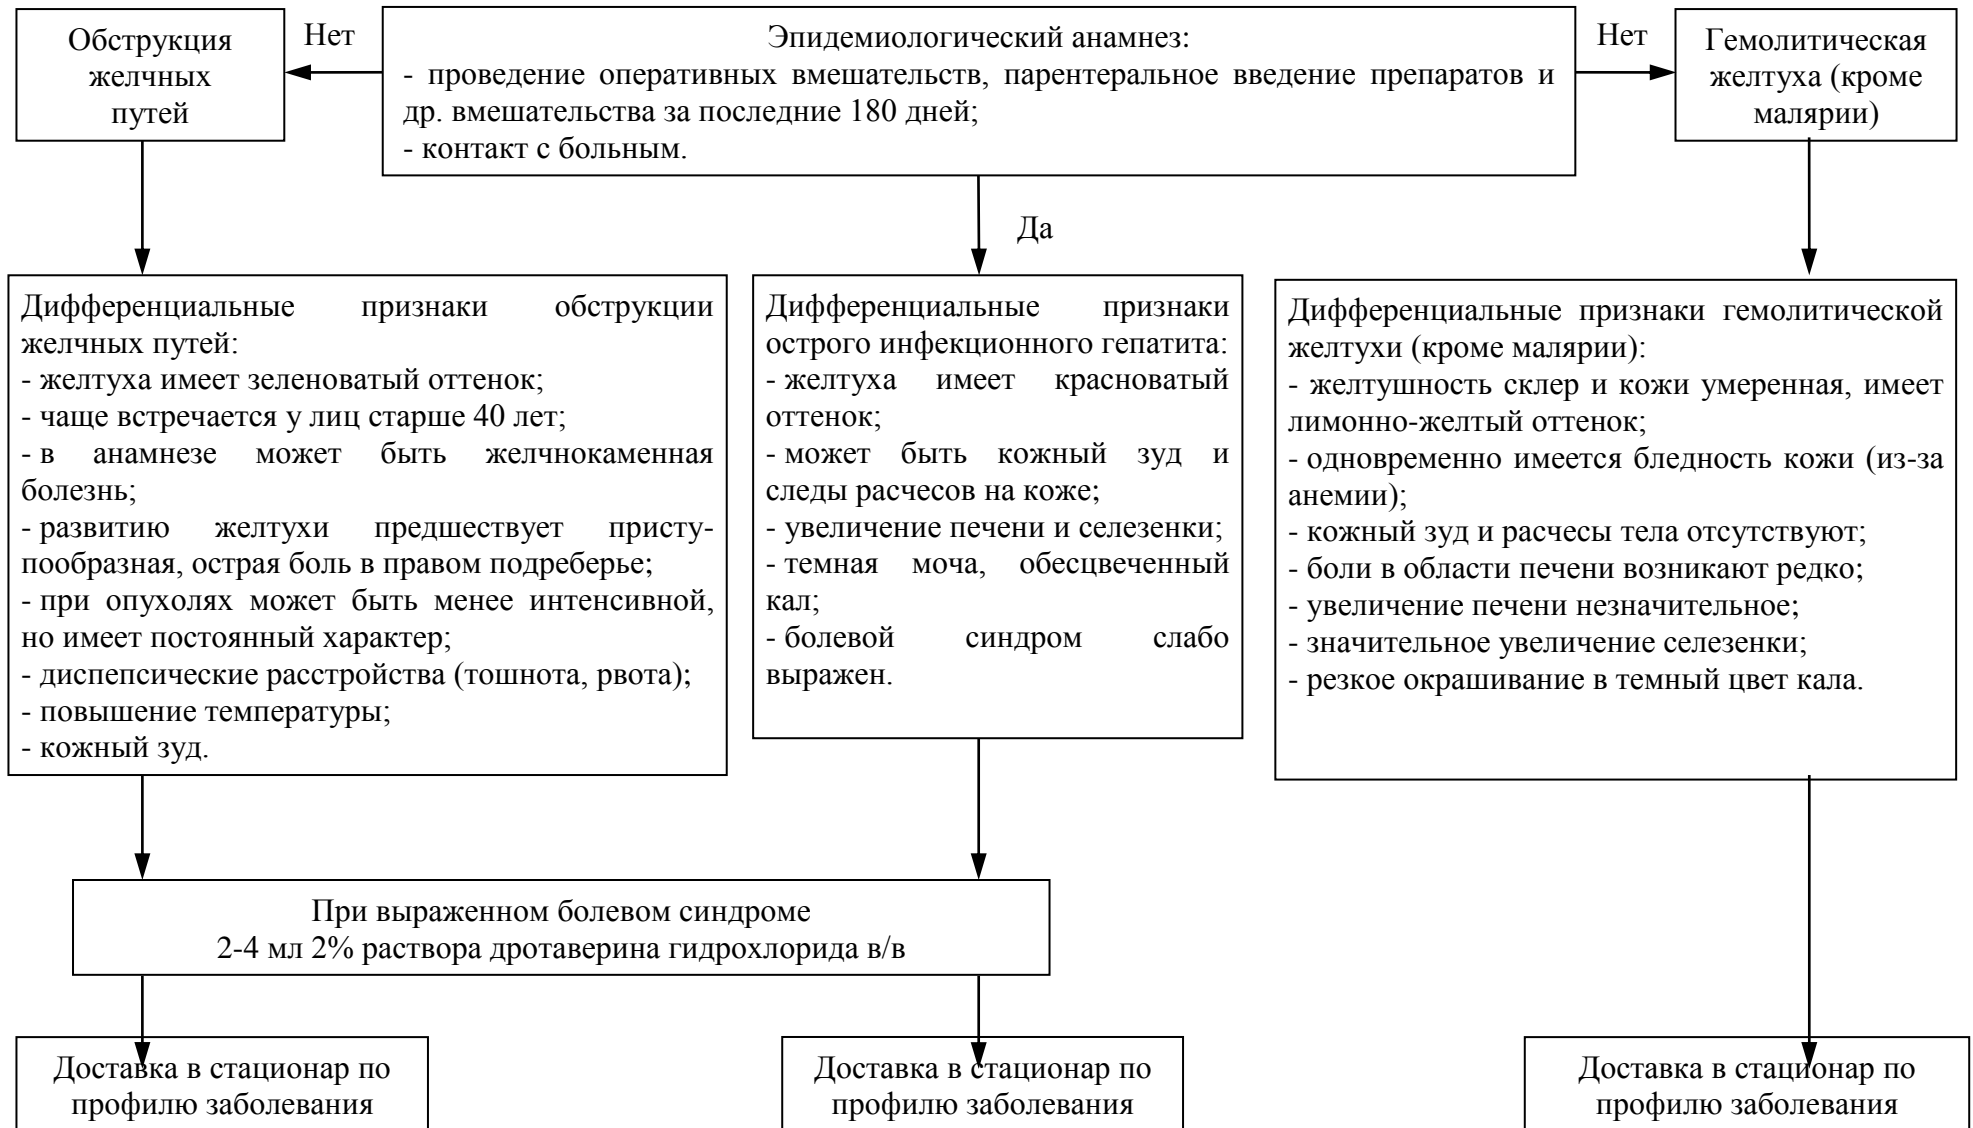 Обструкция
желчных
путей
Нет
Эпидемиологический анамнез:
- проведение оперативных вмешательств, парентеральное введение препаратов и
др. вмешательства за последние 180 дней;
- контакт с больным.
Нет
Гемолитическая
желтуха (кроме
малярии)
Да
Дифференциальные признаки обструкции
желчных путей:
- желтуха имеет зеленоватый оттенок;
- чаще встречается у лиц старше 40 лет;
- в анамнезе может быть желчнокаменная
болезнь;
- развитию желтухи предшествует присту-
пообразная, острая боль в правом подреберье;
- при опухолях может быть менее интенсивной,
но имеет постоянный характер;
- диспепсические расстройства (тошнота, рвота);
- повышение температуры;
- кожный зуд.
Дифференциальные признаки
острого инфекционного гепатита:
- желтуха имеет красноватый
оттенок;
- может быть кожный зуд и
следы расчесов на коже;
- увеличение печени и селезенки;
- темная моча, обесцвеченный
кал;
- болевой синдром слабо
выражен.
Дифференциальные признаки гемолитической
желтухи (кроме малярии):
- желтушность склер и кожи умеренная, имеет
лимонно-желтый оттенок;
- одновременно имеется бледность кожи (из-за
анемии);
- кожный зуд и расчесы тела отсутствуют;
- боли в области печени возникают редко;
- увеличение печени незначительное;
- значительное увеличение селезенки;
- резкое окрашивание в темный цвет кала.
При выраженном болевом синдроме
2-4 мл 2% раствора дротаверина гидрохлорида в/в
Доставка в стационар по
профилю заболевания
Доставка в стационар по
профилю заболевания
Доставка в стационар по
профилю заболевания